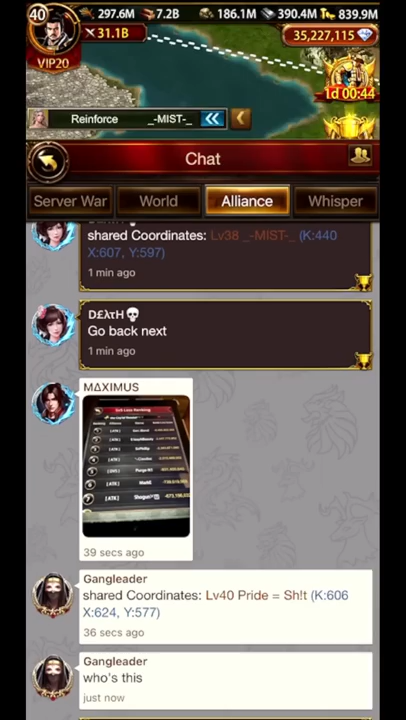 40
297.6M
7.2B
186.1M
390.4M
839.9M
31.1B
35,227,115
VIP20
1d 00:44
Reinforce _-MIST-_
Chat
Server War
World
Alliance
Whisper
shared Coordinates: Lv38 _-MIST-_ (K:440
X:607, Y:597)
1 min ago
D£λτH💀
Go back next
1 min ago
MΔXIMUS
39 secs ago
Gangleader
shared Coordinates: Lv40 Pride = Sh!t (K:606
X:624, Y:577)
36 secs ago
Gangleader
who's this
just now